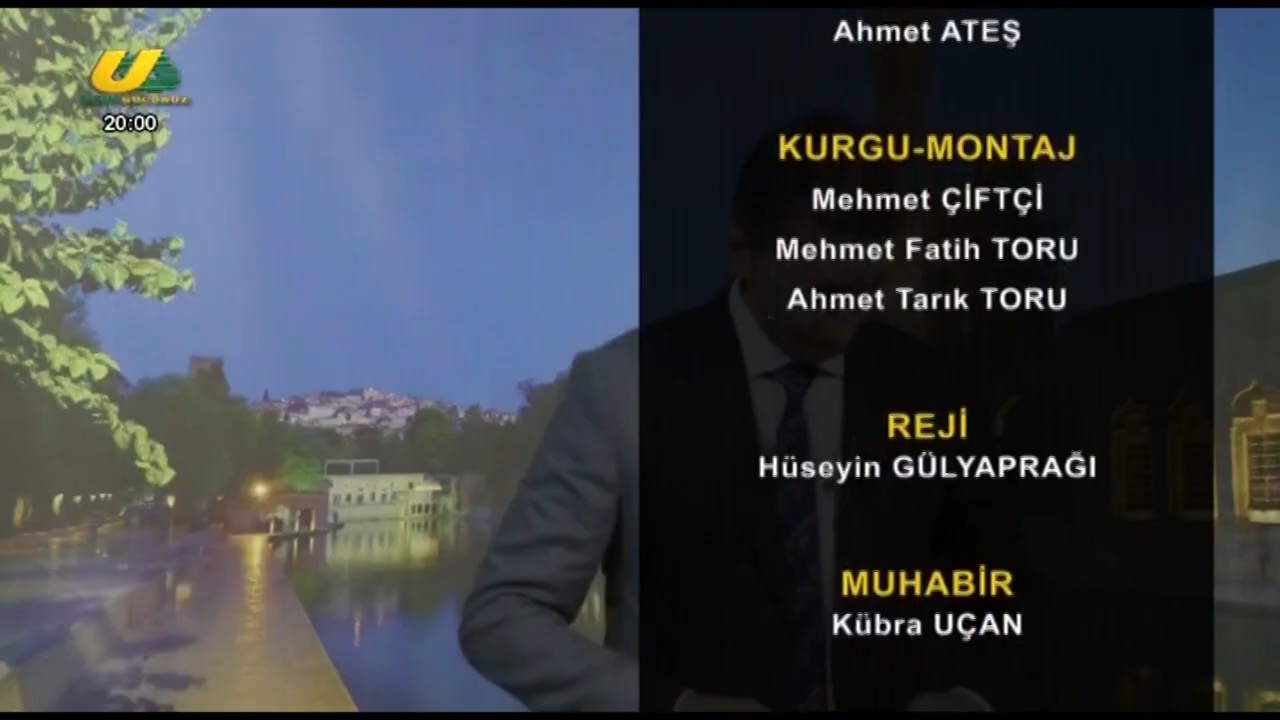 U
20:00
Ahmet ATEŞ
KURGU-MONTAJ
Mehmet ÇİFTÇİ
Mehmet Fatih TORU
Ahmet Tarık TORU
REJİ
Hüseyin GÜLYAPRAĞI
MUHABİR
Kübra UÇAN